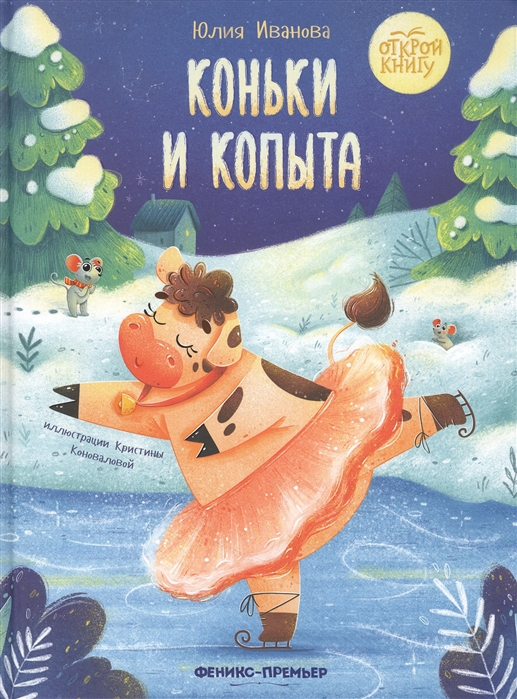 Юлия Иванова
ОТКРОЙ
КНИГУ
КОНЬКИ
И КОПЫТА
иллюстрации Кристины
Коноваловой
ФЕНИКС-ПРЕМЬЕР